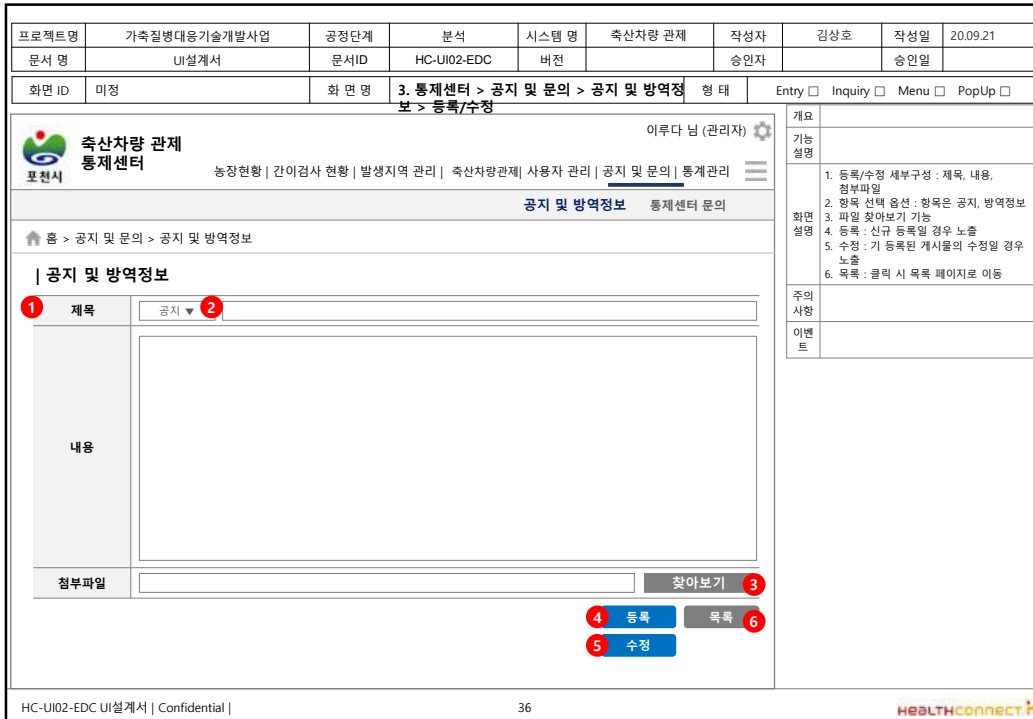 프로젝트명 가축질병대응기술개발사업 공정단계 분석 시스템 명 축산차량 관제 작성자 김상호 작성일 20.09.21
문서 명 UI설계서 문서ID HC-UI02-EDC 버전 승인자 승인일
화면 ID 미정 화 면 명 3. 통제센터 > 공지 및 문의 > 공지 및 방역정 형 태 Entry □ Inquiry □ Menu □ PopUp □
보 > 등록/수정
포천시
축산차량 관제
통제센터
이루다 님 (관리자)
농장현황 | 간이검사 현황 | 발생지역 관리 | 축산차량관제| 사용자 관리 | 공지 및 문의 | 통계관리
공지 및 방역정보 통제센터 문의
홈 > 공지 및 문의 > 공지 및 방역정보
| 공지 및 방역정보
1 제목 공지 ▼ 2
내용
첨부파일 찾아보기 3
4 등록 목록 6
5 수정
개요
기능
설명
화면
설명
1. 등록/수정 세부구성 : 제목, 내용,
첨부파일
2. 항목 선택 옵션 : 항목은 공지, 방역정보
3. 파일 찾아보기 기능
4. 등록 : 신규 등록일 경우 노출
5. 수정 : 기 등록된 게시물의 수정일 경우
노출
6. 목록 : 클릭 시 목록 페이지로 이동
주의
사항
이벤
트
HC-UI02-EDC UI설계서 | Confidential | 36 HEALTHCONNECT